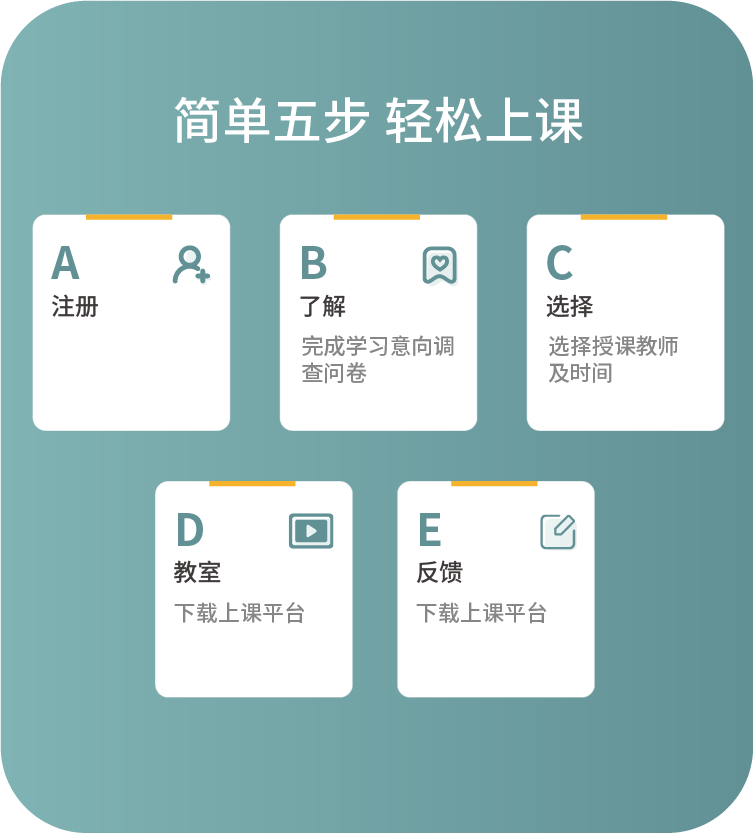 简单五步 轻松上课
A
注册
B
了解
完成学习意向调
查问卷
C
选择
选择授课教师
及时间
D
教室
下载上课平台
E
反馈
下载上课平台